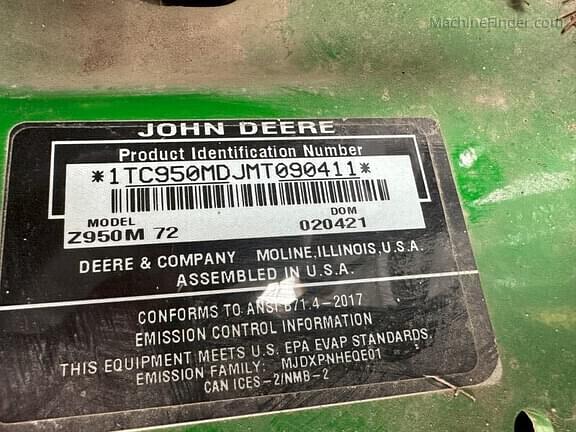 MachineFinder.com
JOHN DEERE
Product Identification Number
*1TC950MDJMT090411*
MODEL DOM
Z950M 72 020421
DEERE & COMPANY MOLINE, ILLINOIS, U.S.A.
ASSEMBLED IN U.S.A.
CONFORMS TO ANSI B71.4-2017
EMISSION CONTROL INFORMATION
THIS EQUIPMENT MEETS U.S. EPA EVAP STANDARDS.
EMISSION FAMILY: MJDXPNHEQE01
CAN ICES-2/NMB-2